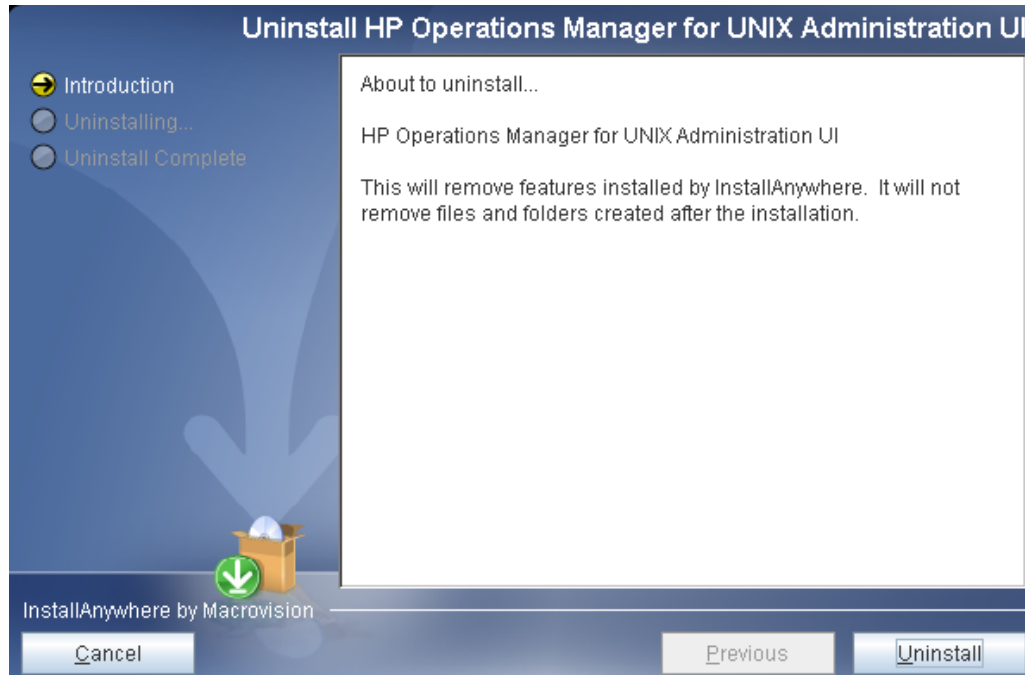 Uninstall HP Operations Manager for UNIX Administration UI
Introduction
Uninstalling...
Uninstall Complete
About to uninstall...
HP Operations Manager for UNIX Administration UI
This will remove features installed by InstallAnywhere. It will not
remove files and folders created after the installation.
InstallAnywhere by Macrovision
Cancel
Previous
Uninstall